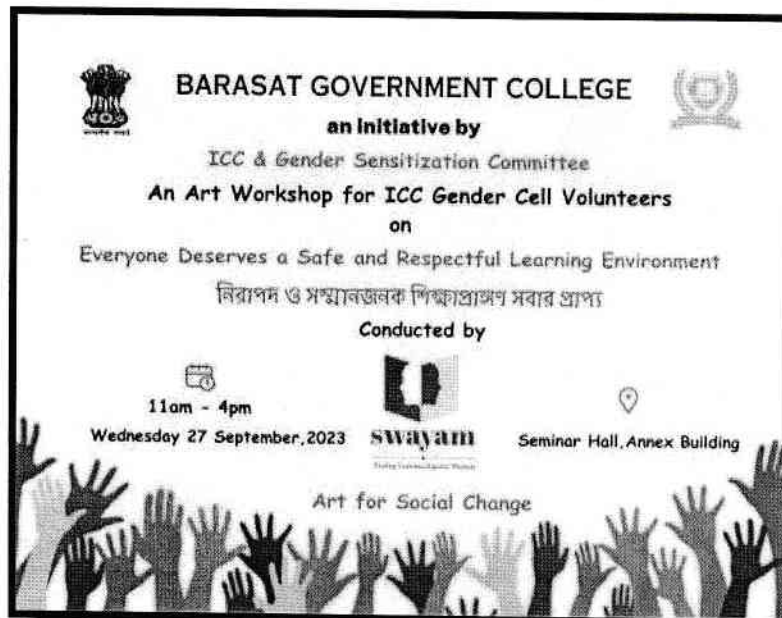 BARASAT GOVERNMENT COLLEGE
an initiative by
ICC & Gender Sensitization Committee
An Art Workshop for ICC Gender Cell Volunteers
on
Everyone Deserves a Safe and Respectful Learning Environment
নিরাপদ ও সম্মানজনক শিক্ষাপ্রাঙ্গণ সবার প্রাপ্য
Conducted by
11am - 4pm
Wednesday 27 September, 2023
swayam
Seminar Hall, Annex Building
Art for Social Change